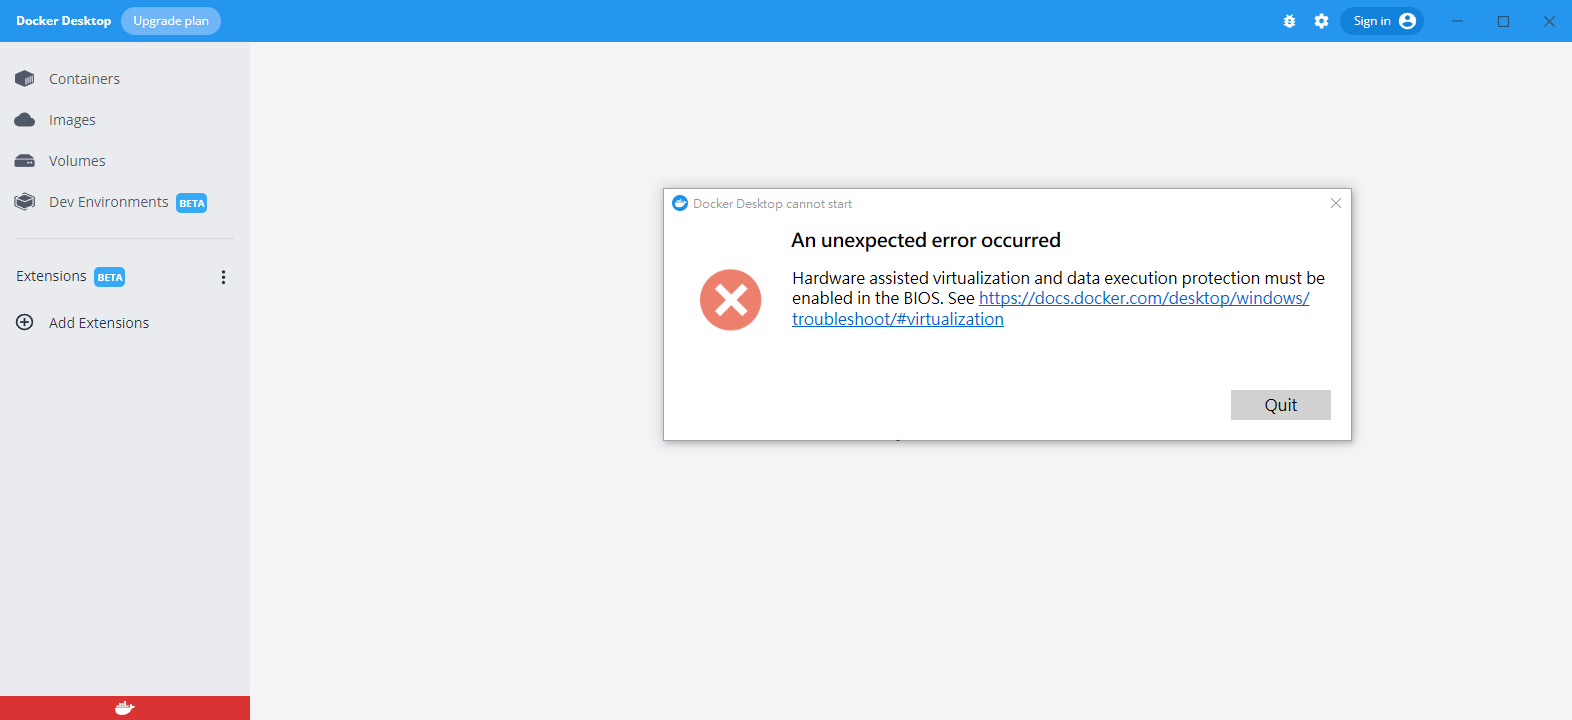 Docker Desktop Upgrade plan Sign in
Containers
Images
Volumes
Dev Environments BETA
Extensions BETA
Add Extensions
Docker Desktop cannot start
An unexpected error occurred
Hardware assisted virtualization and data execution protection must be
enabled in the BIOS. See https://docs.docker.com/desktop/windows/
troubleshoot/#virtualization
Quit